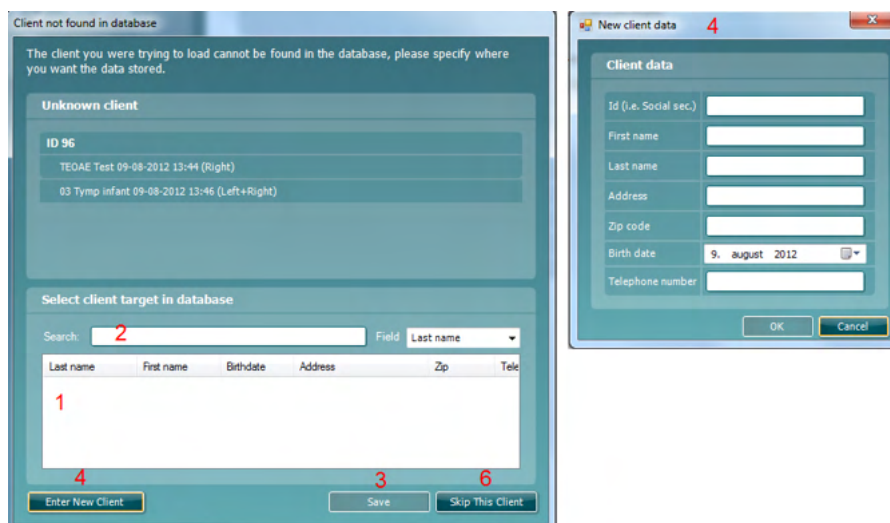 Client not found in database
The client you were trying to load cannot be found in the database, please specify where
you want the data stored.
Unknown client
ID 96
TEOAE Test 09-08-2012 13:44 (Right)
03 Tymp infant 09-08-2012 13:46 (Left+Right)
Select client target in database
Search: 2 Field Last name
Last name First name Birthdate Address Zip Tele
1
4 3 6
Enter New Client Save Skip This Client
New client data 4 x
Client data
Id (i.e. Social sec.)
First name
Last name
Address
Zip code
Birth date 9. august 2012
Telephone number
OK Cancel